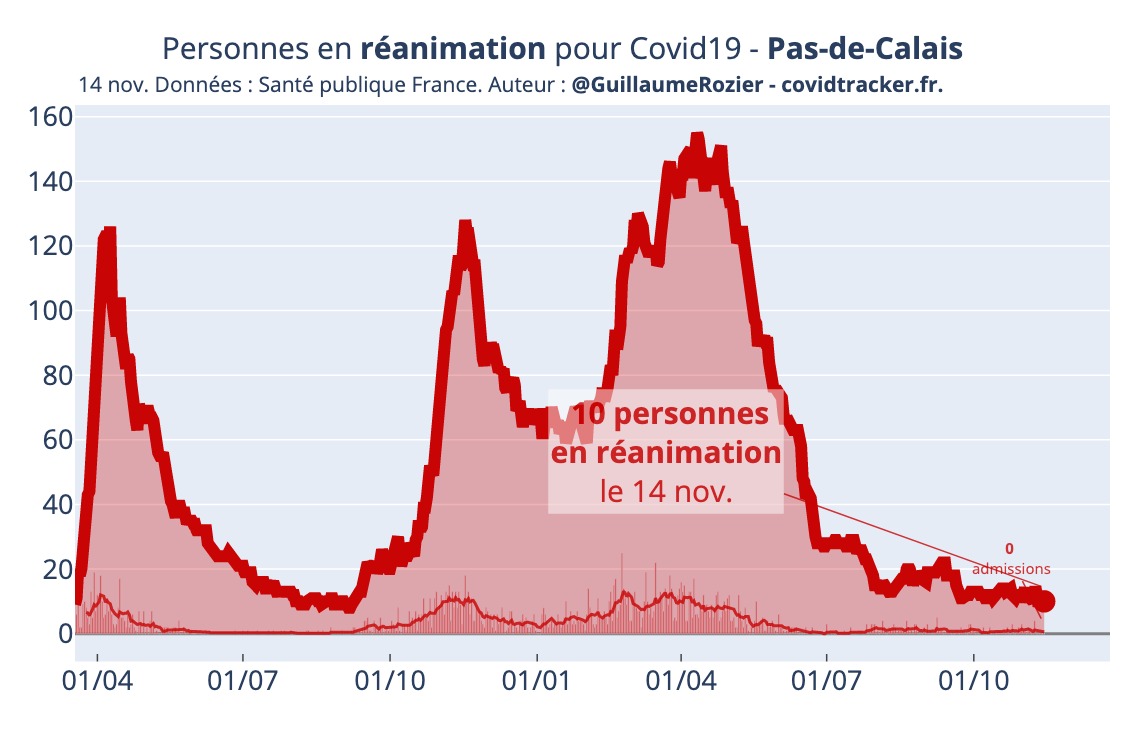 Personnes en réanimation pour Covid19 - Pas-de-Calais
14 nov. Données : Santé publique France. Auteur : @GuillaumeRozier - covidtracker.fr.
160
140
120
100
80
60
40
20
0
10 personnes
en réanimation
le 14 nov.
0
admissions
01/04
01/07
01/10
01/01
01/04
01/07
01/10